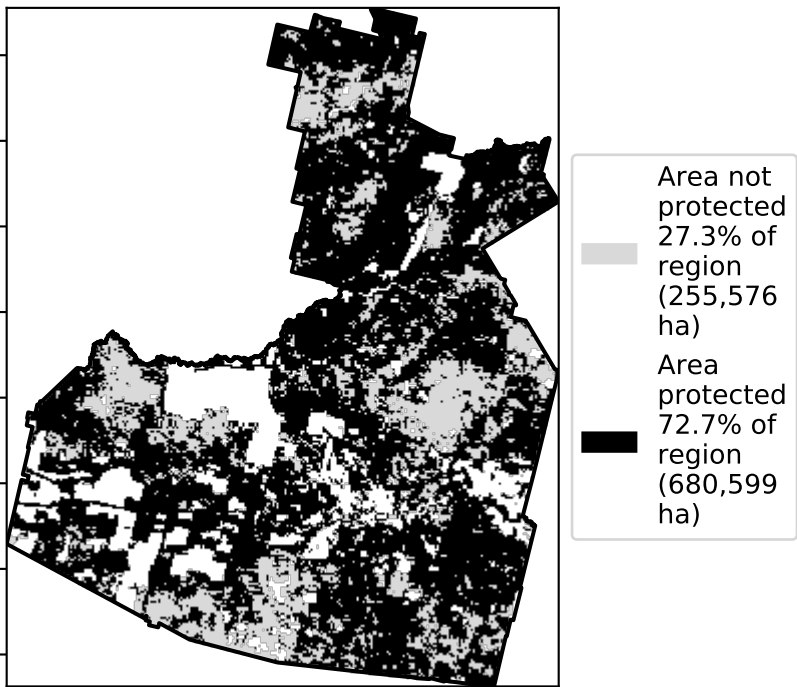 Area not
protected
27.3% of
region
(255,576
ha)
Area
protected
72.7% of
region
(680,599
ha)